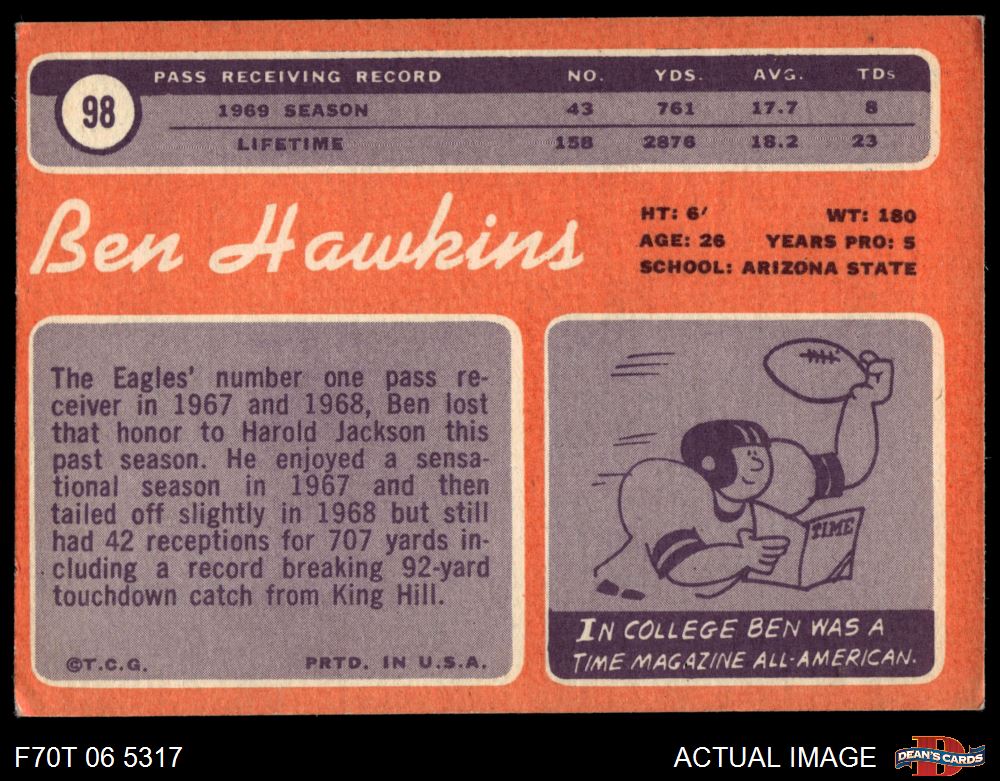 98
PASS RECEIVING RECORD NO. YDS. AVG. TDs
1969 SEASON 43 761 17.7 8
LIFETIME 158 2876 18.2 23
Ben Hawkins
HT: 6' WT: 180
AGE: 26 YEARS PRO: 5
SCHOOL: ARIZONA STATE
The Eagles' number one pass re-
ceiver in 1967 and 1968, Ben lost
that honor to Harold Jackson this
past season. He enjoyed a sensa-
tional season in 1967 and then
tailed off slightly in 1968 but still
had 42 receptions for 707 yards in-
cluding a record breaking 92-yard
touchdown catch from King Hill.
©T.C.G. PRTD. IN U.S.A.
TIME
IN COLLEGE BEN WAS A
TIME MAGAZINE ALL-AMERICAN.
F70T 06 5317
ACTUAL IMAGE
D
DEAN'S CARDS